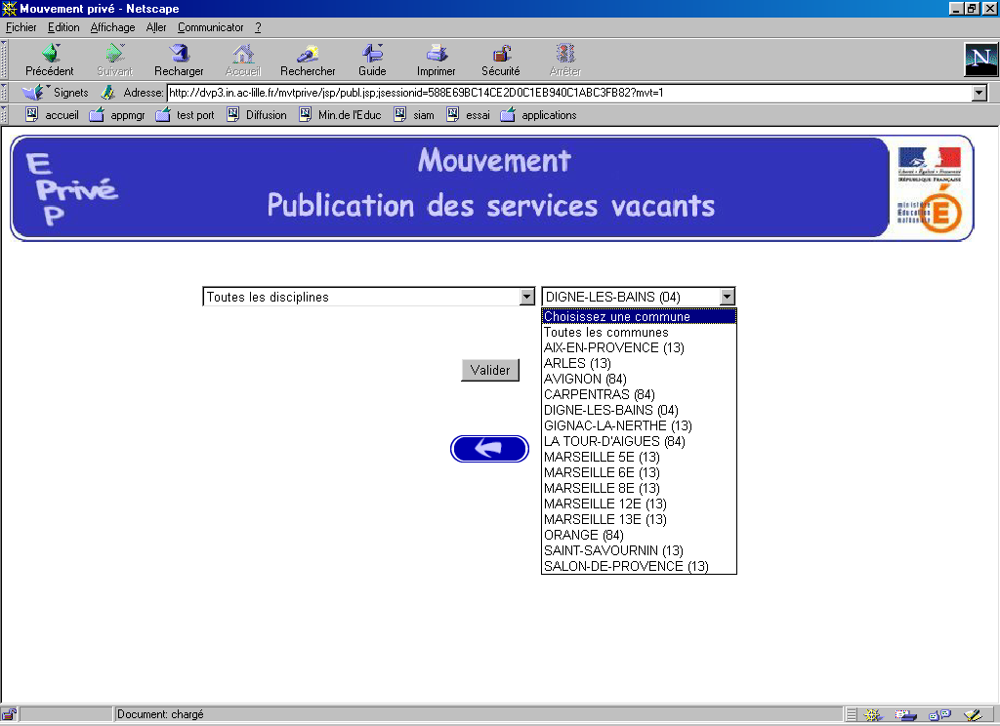 Mouvement privé - Netscape
Fichier Edition Affichage Aller Communicator ?
Précédent Suivant Recharger Accueil Rechercher Guide Imprimer Sécurité Arrêter
N
Signets Adresse: http://dvp3.in.ac-lille.fr/mvtprive/jsp/publ.jsp;jsessionid=588E69BC14CE2D0C1EB940C1ABC3FB82?mvt=1
accueil appmgr test port Diffusion Min.de l'Educ siam essai applications
E
Privé
P
Mouvement
Publication des services vacants
Liberté • Égalité • Fraternité
RÉPUBLIQUE FRANÇAISE
ministère
Éducation
nationale
É
Toutes les disciplines
DIGNE-LES-BAINS (04)
Choisissez une commune
Toutes les communes
AIX-EN-PROVENCE (13)
ARLES (13)
AVIGNON (84)
CARPENTRAS (84)
DIGNE-LES-BAINS (04)
GIGNAC-LA-NERTHE (13)
LA TOUR-D'AIGUES (84)
MARSEILLE 5E (13)
MARSEILLE 6E (13)
MARSEILLE 8E (13)
MARSEILLE 12E (13)
MARSEILLE 13E (13)
ORANGE (84)
SAINT-SAVOURNIN (13)
SALON-DE-PROVENCE (13)
Valider
Document: chargé